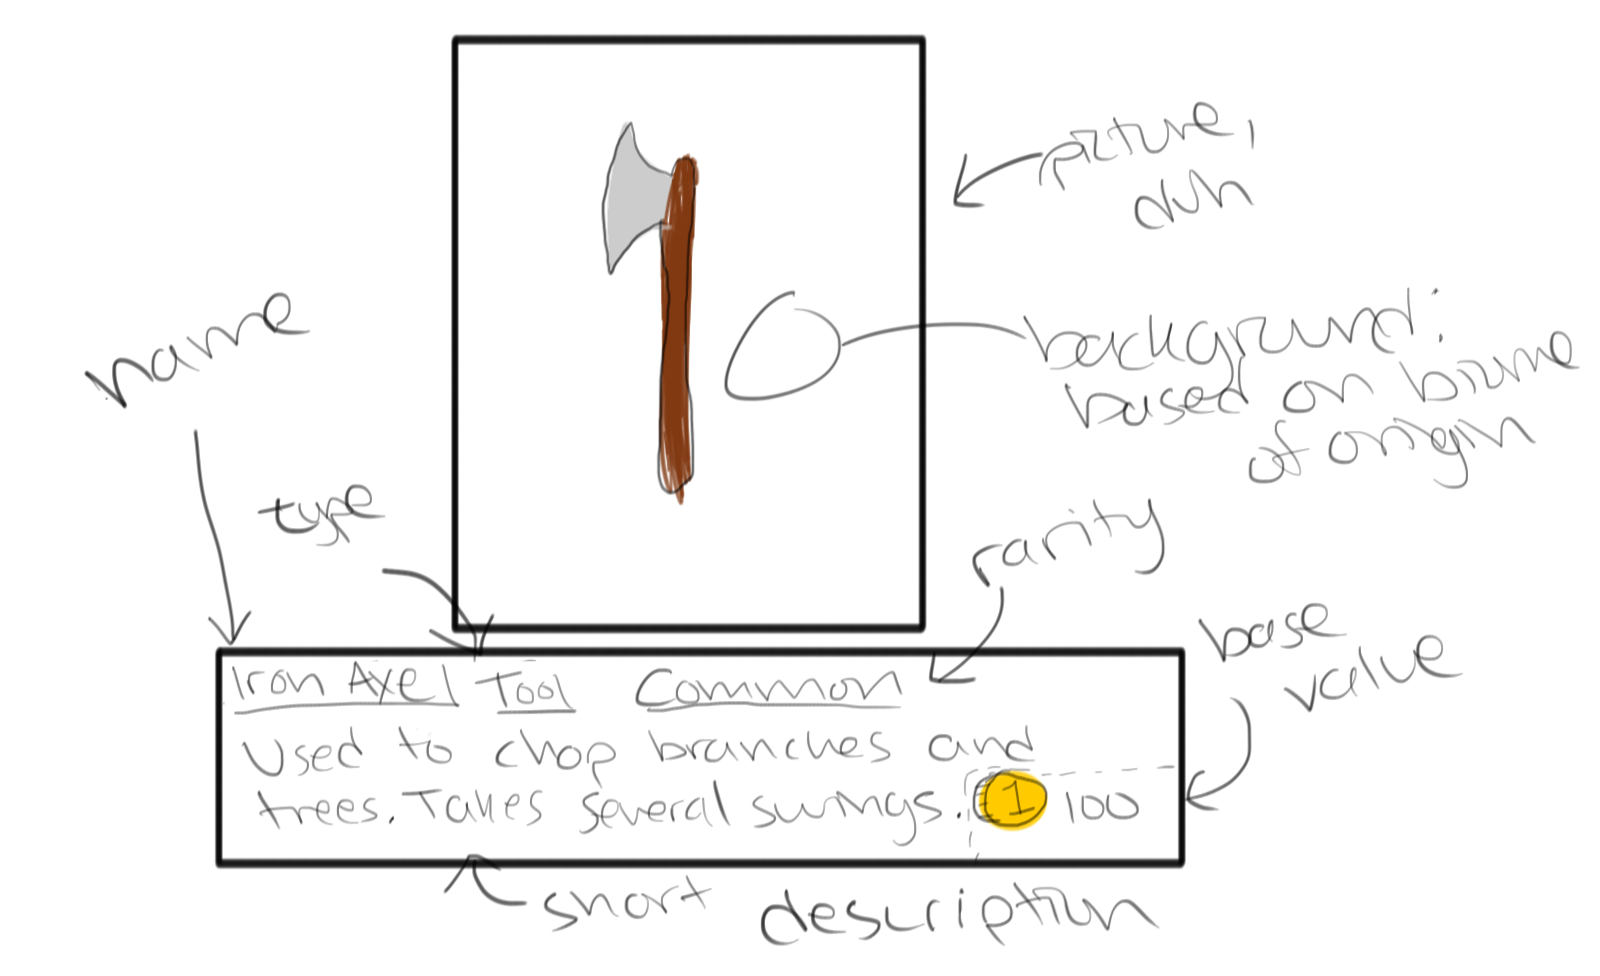 picture,
duh
name
background:
based on biome
of origin
type
rarity
base
value
Iron Axel Tool Common
Used to chop branches and
trees. Takes several swings. 1 100
short description